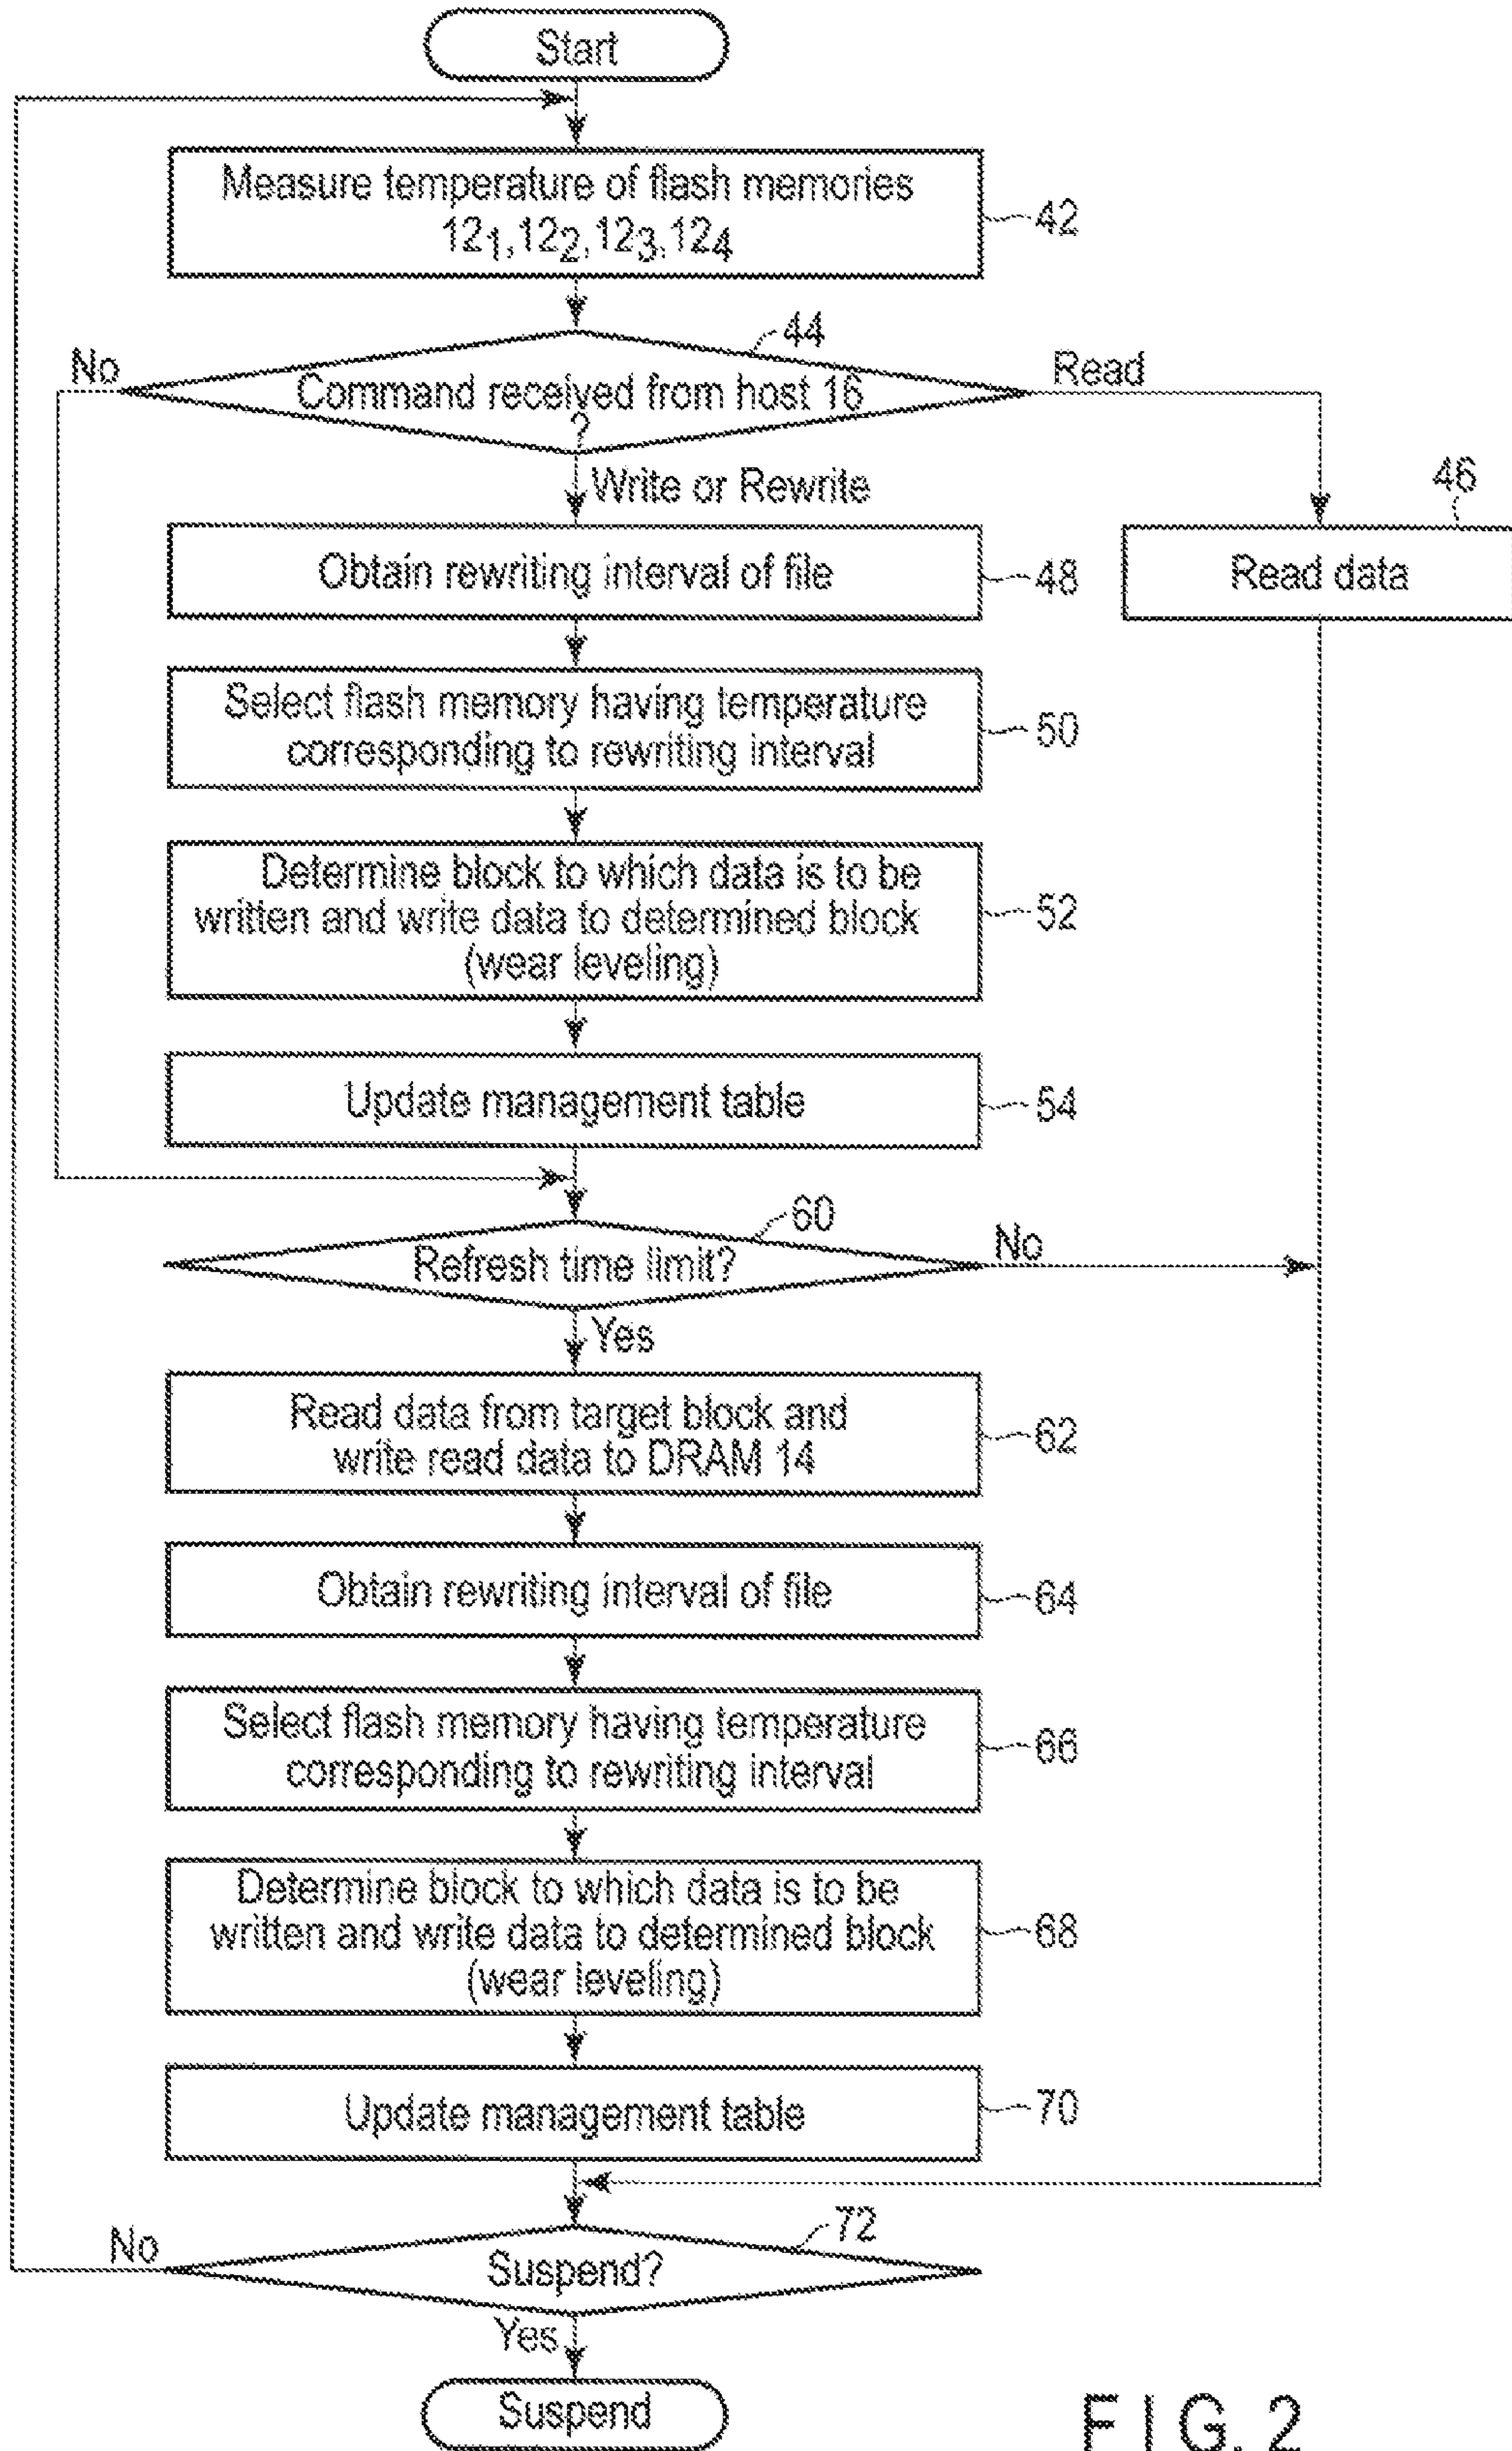 Start
Measure temperature of flash memories
12₁, 12₂, 12₃, 12₄
42
44
No
Command received from host 16
?
Read
Write or Rewrite
46
Obtain rewriting interval of file
48
Read data
Select flash memory having temperature
corresponding to rewriting interval
50
Determine block to which data is to be
written and write data to determined block
(wear leveling)
52
Update management table
54
60
Refresh time limit?
No
Yes
Read data from target block and
write read data to DRAM 14
62
Obtain rewriting interval of file
64
Select flash memory having temperature
corresponding to rewriting interval
66
Determine block to which data is to be
written and write data to determined block
(wear leveling)
68
Update management table
70
72
No
Suspend?
Yes
Suspend
FIG. 2